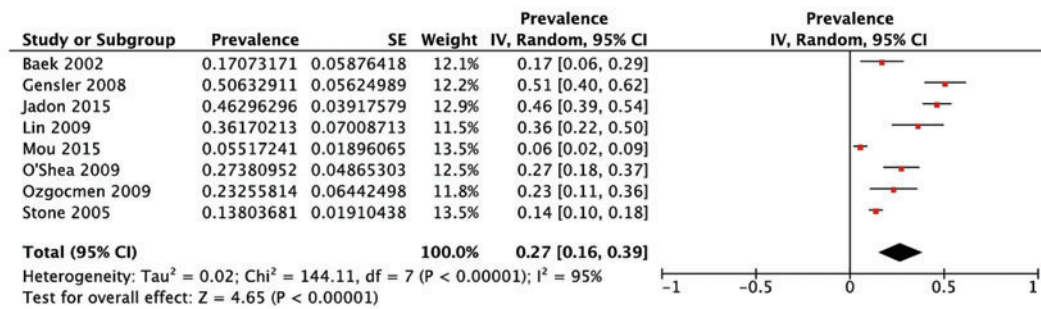 Prevalence Prevalence
Study or Subgroup Prevalence SE Weight IV, Random, 95% CI IV, Random, 95% CI
Baek 2002 0.17073171 0.05876418 12.1% 0.17 [0.06, 0.29]
Gensler 2008 0.50632911 0.05624989 12.2% 0.51 [0.40, 0.62]
Jadon 2015 0.46296296 0.03917579 12.9% 0.46 [0.39, 0.54]
Lin 2009 0.36170213 0.07008713 11.5% 0.36 [0.22, 0.50]
Mou 2015 0.05517241 0.01896065 13.5% 0.06 [0.02, 0.09]
O'Shea 2009 0.27380952 0.04865303 12.5% 0.27 [0.18, 0.37]
Ozgocmen 2009 0.23255814 0.06442498 11.8% 0.23 [0.11, 0.36]
Stone 2005 0.13803681 0.01910438 13.5% 0.14 [0.10, 0.18]
Total (95% CI) 100.0% 0.27 [0.16, 0.39]
Heterogeneity: Tau² = 0.02; Chi² = 144.11, df = 7 (P < 0.00001); I² = 95%
Test for overall effect: Z = 4.65 (P < 0.00001)
-1 -0.5 0 0.5 1